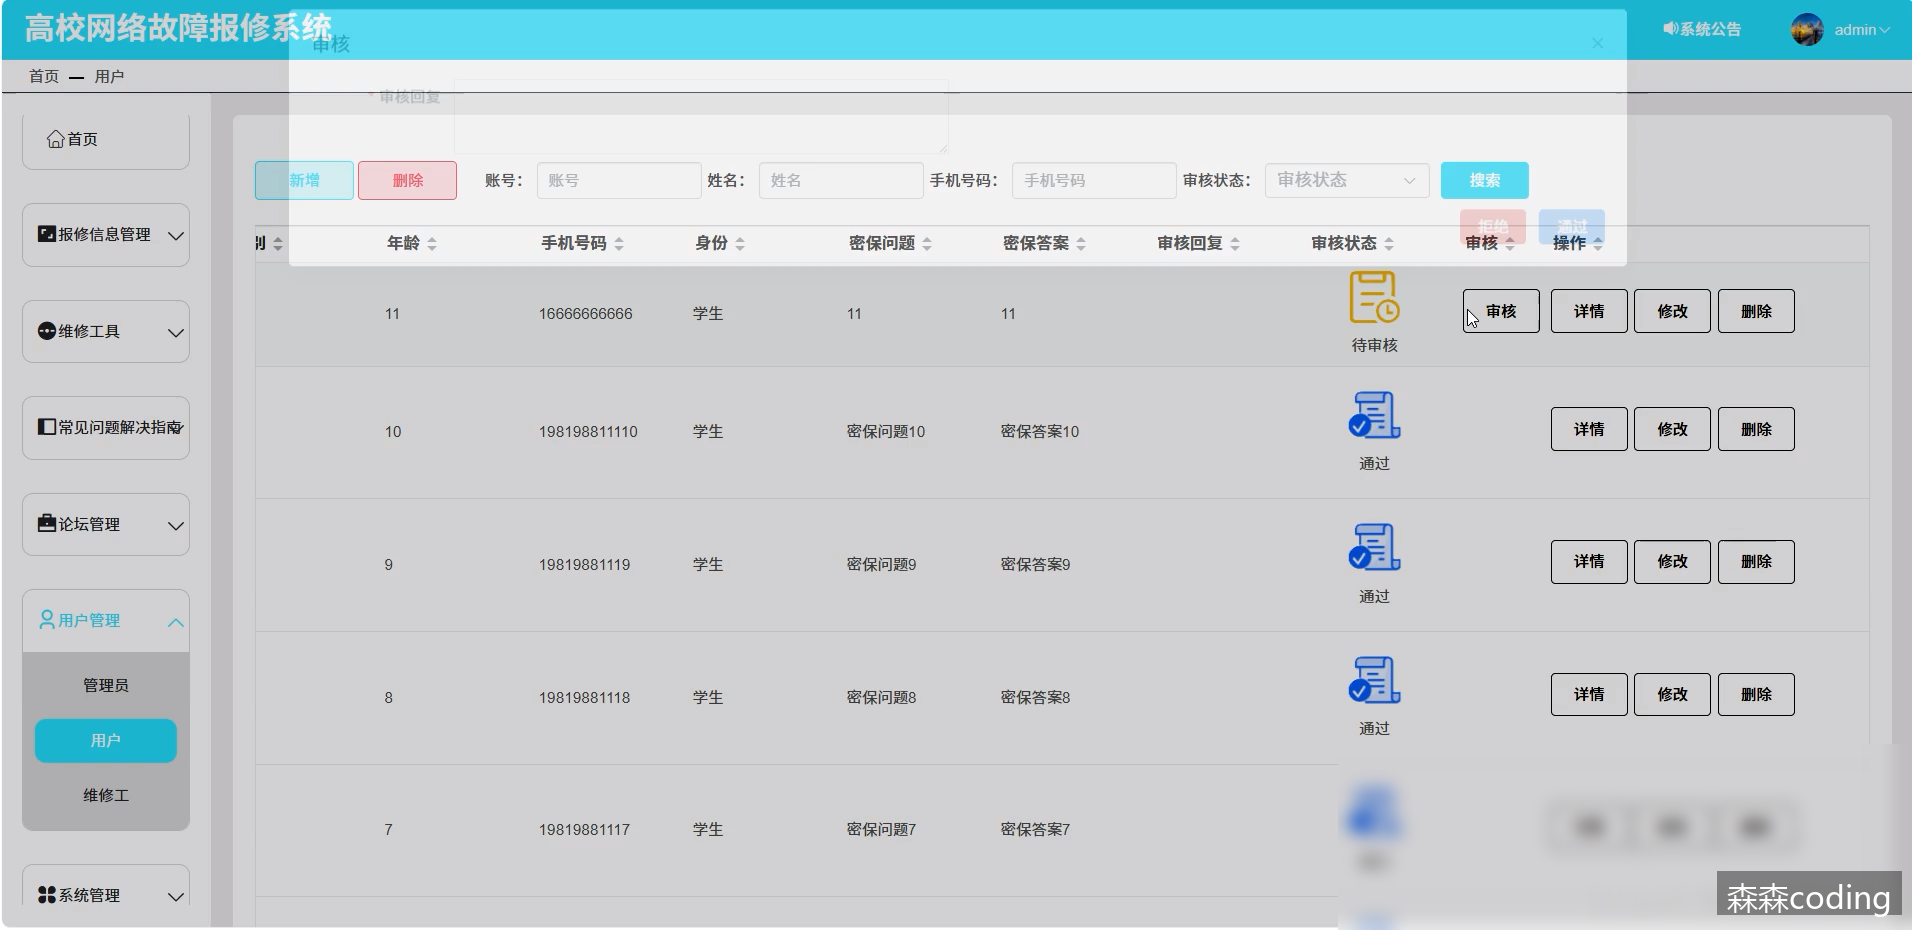 高校网络故障报修系统
系统公告
admin
首页 — 用户
审核
* 审核回复
首页
报修信息管理
维修工具
常见问题解决指南
论坛管理
用户管理
管理员
用户
维修工
系统管理
新增
删除
账号：
账号
姓名：
姓名
手机号码：
手机号码
审核状态：
审核状态
搜索
拒绝
通过
别 年龄 手机号码 身份 密保问题 密保答案 审核回复 审核状态 审核 操作
11 16666666666 学生 11 11 待审核 审核 详情 修改 删除
10 198198811110 学生 密保问题10 密保答案10 通过 详情 修改 删除
9 19819881119 学生 密保问题9 密保答案9 通过 详情 修改 删除
8 19819881118 学生 密保问题8 密保答案8 通过 详情 修改 删除
7 19819881117 学生 密保问题7 密保答案7
森森coding